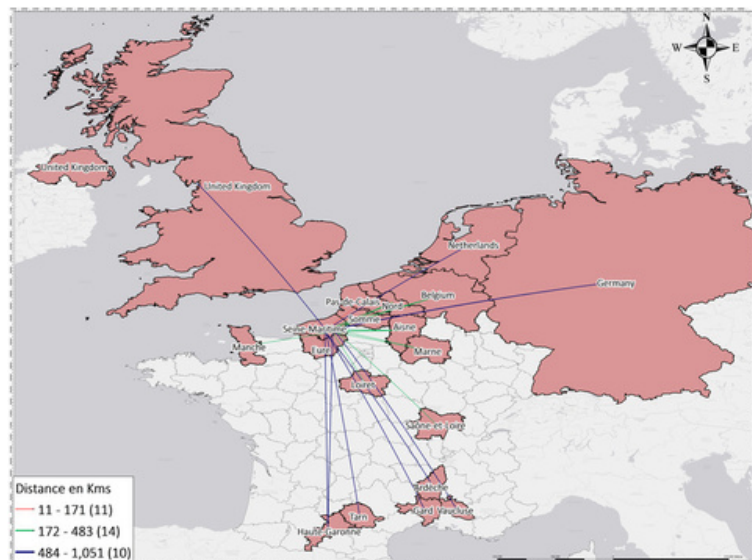 N
W E
S
United Kingdom
United Kingdom
Netherlands
Germany
Pas-de-Calais
Nord
Belgium
Somme
Seine-Maritime
Aisne
Manche
Eure
Marne
Loiret
Saône-et-Loire
Ardèche
Gard Vaucluse
Tarn
Haute-Garonne
Distance en Kms
11 - 171 (11)
172 - 483 (14)
484 - 1,051 (10)